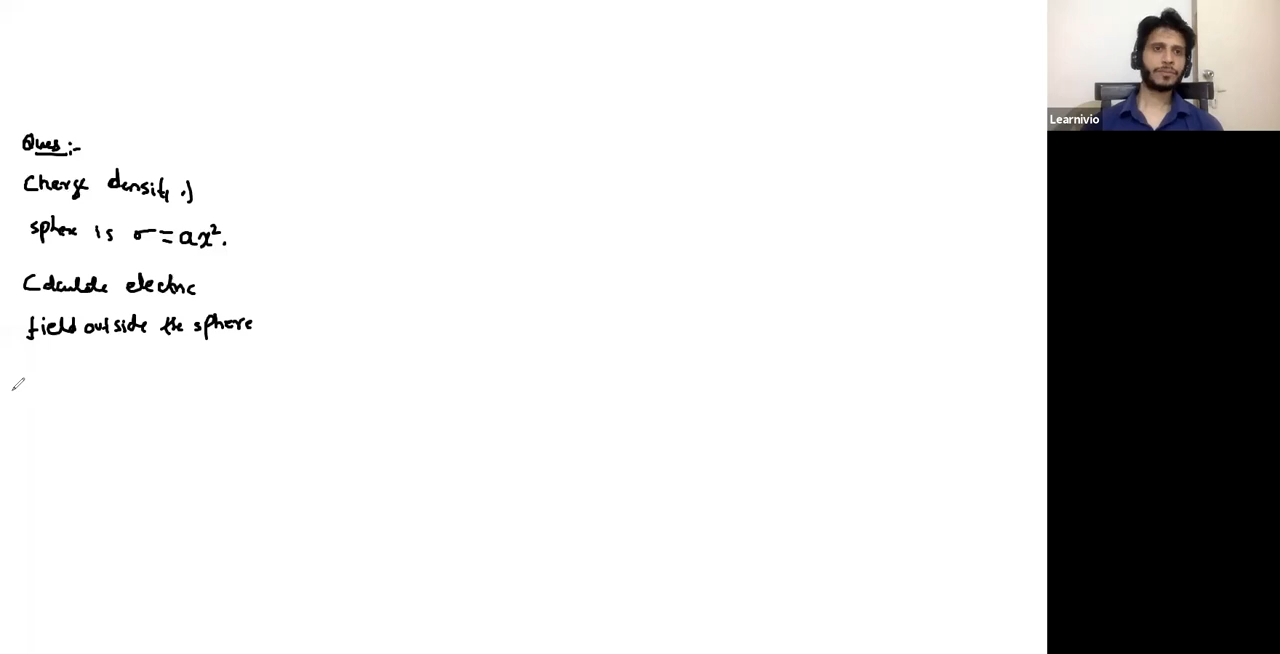 Ques:-
Charge density of
sphere is σ = ax².
Calculate electric
field outside the sphere
Learnivio